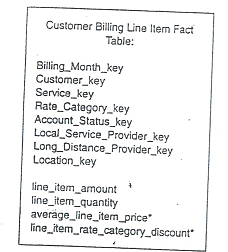 Customer Billing Line Item Fact
Table:
Billing_Month_key
Customer_key
Service_key
Rate_Category_key
Account_Status_key
Local_Service_Provider_key
Long_Distance_Provider_key
Location_key
line_item_amount
line_item_quantity
average_line_item_price*
line_item_rate_category_discount*